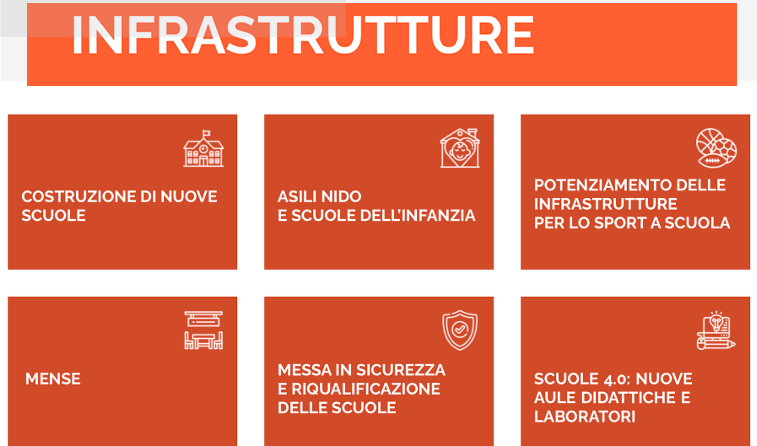 INFRASTRUTTURE
COSTRUZIONE DI NUOVE
SCUOLE
ASILI NIDO
E SCUOLE DELL'INFANZIA
POTENZIAMENTO DELLE
INFRASTRUTTURE
PER LO SPORT A SCUOLA
MENSE
MESSA IN SICUREZZA
E RIQUALIFICAZIONE
DELLE SCUOLE
SCUOLE 4.0: NUOVE
AULE DIDATTICHE E
LABORATORI